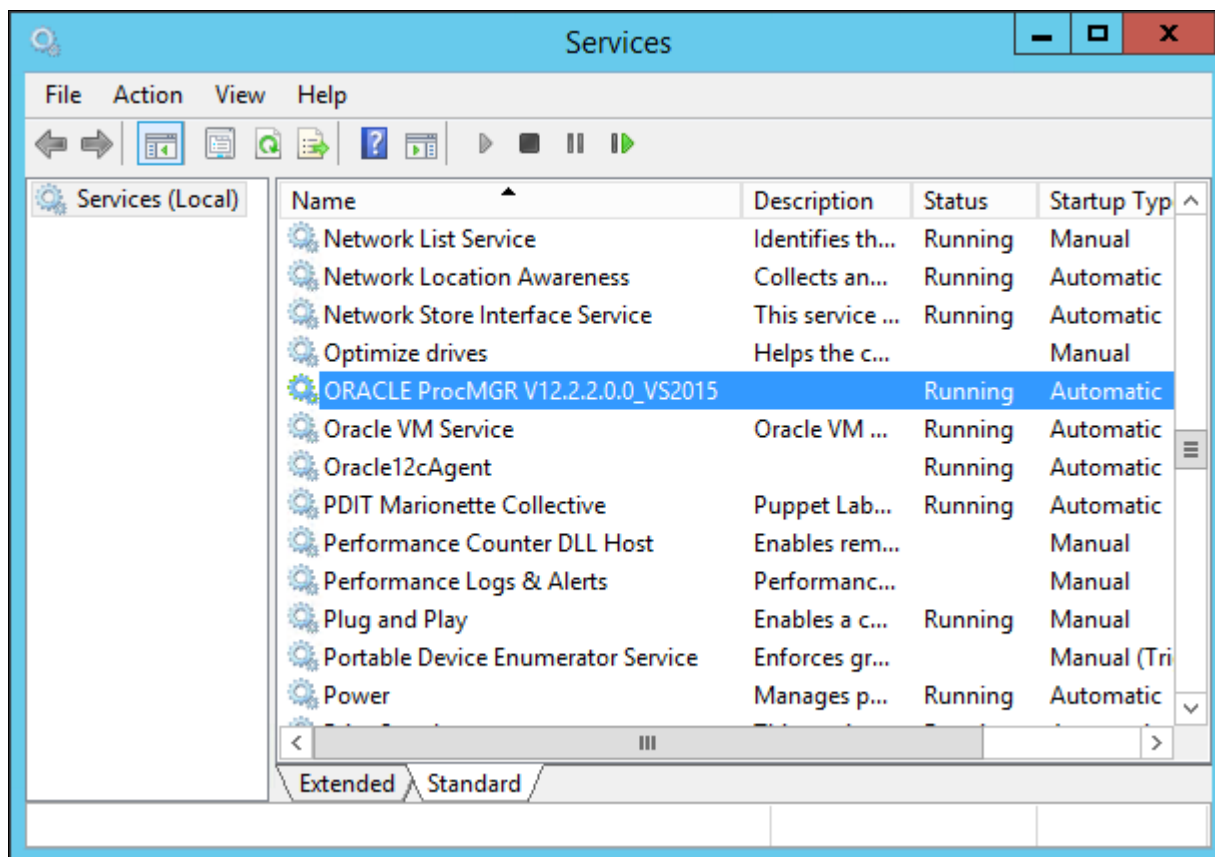 Services
File Action View Help
Services (Local)
Name Description Status Startup Typ
Network List Service Identifies th... Running Manual
Network Location Awareness Collects an... Running Automatic
Network Store Interface Service This service ... Running Automatic
Optimize drives Helps the c... Manual
ORACLE ProcMGR V12.2.2.0.0_VS2015 Running Automatic
Oracle VM Service Oracle VM ... Running Automatic
Oracle12cAgent Running Automatic
PDIT Marionette Collective Puppet Lab... Running Automatic
Performance Counter DLL Host Enables rem... Manual
Performance Logs & Alerts Performanc... Manual
Plug and Play Enables a c... Running Manual
Portable Device Enumerator Service Enforces gr... Manual (Tri
Power Manages p... Running Automatic
Extended Standard